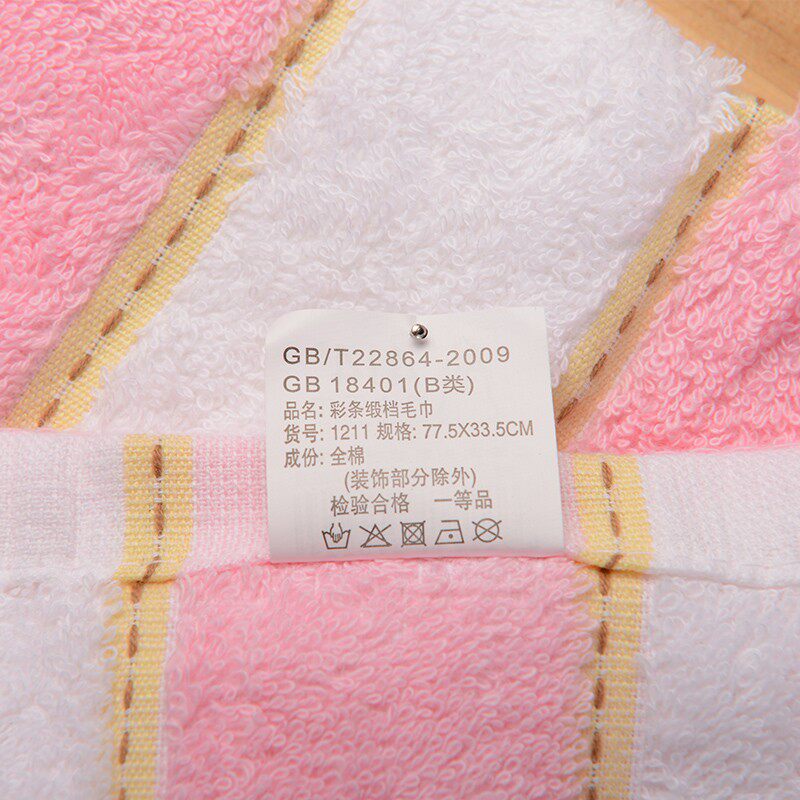 GB/T22864-2009
GB 18401(B类)
品名: 彩条缎档毛巾
货号: 1211 规格: 77.5X33.5CM
成份: 全棉
(装饰部分除外)
检验合格 一等品